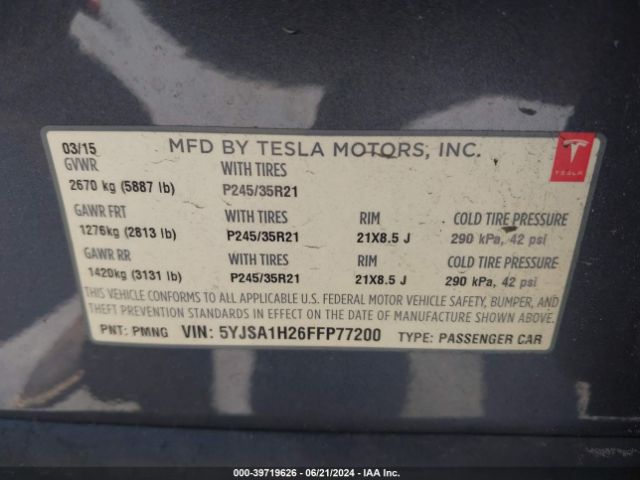 03/15 MFD BY TESLA MOTORS, INC.
GVWR WITH TIRES
2670 kg (5887 lb) P245/35R21
TESLA
GAWR FRT WITH TIRES RIM COLD TIRE PRESSURE
1276kg (2813 lb) P245/35R21 21X8.5 J 290 kPa, 42 psi
GAWR RR WITH TIRES RIM COLD TIRE PRESSURE
1420kg (3131 lb) P245/35R21 21X8.5 J 290 kPa, 42 psi
THIS VEHICLE CONFORMS TO ALL APPLICABLE U.S. FEDERAL MOTOR VEHICLE SAFETY, BUMPER, AND
THEFT PREVENTION STANDARDS IN EFFECT ON THE DATE OF MANUFACTURE SHOWN ABOVE.
PNT: PMNG VIN: 5YJSA1H26FFP77200 TYPE: PASSENGER CAR
000-39719626 - 06/21/2024 - IAA Inc.